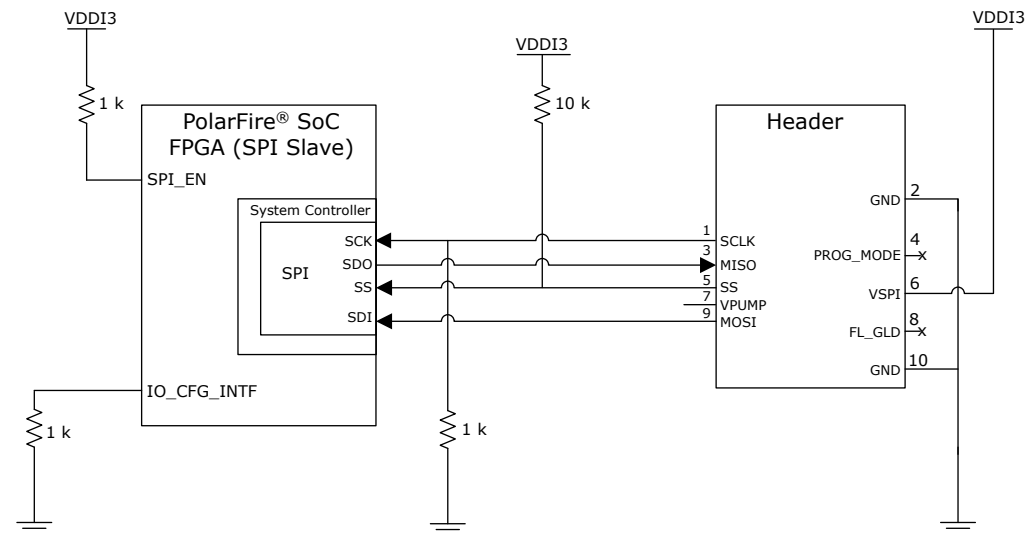 VDDI3
VDDI3
VDDI3
1 k
10 k
PolarFire® SoC
FPGA (SPI Slave)
SPI_EN
System Controller
SPI
SCK
SDO
SS
SDI
IO_CFG_INTF
1 k
1 k
Header
1
SCLK
3
MISO
5
SS
7
VPUMP
9
MOSI
GND
2
PROG_MODE
4
x
VSPI
6
FL_GLD
8
x
GND
10